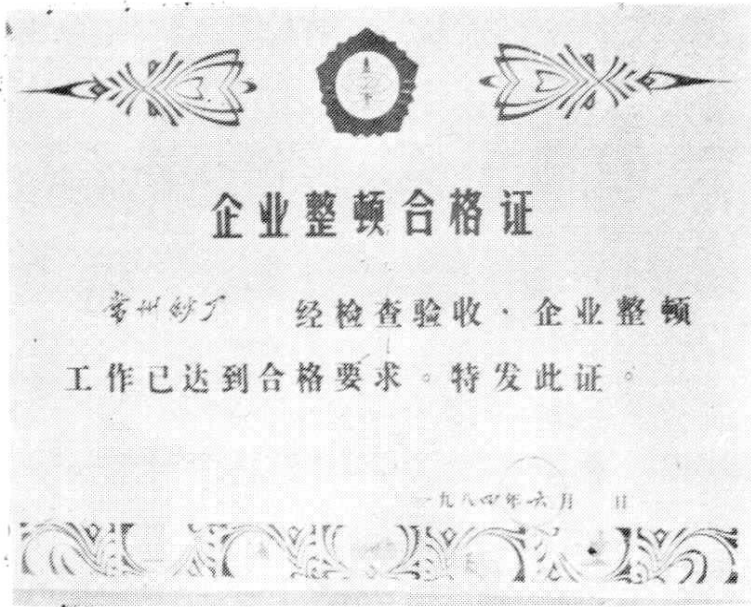 企业整顿合格证
常州纱厂 经检查验收，企业整顿
工作已达到合格要求。特发此证。
一九八四年六月 日